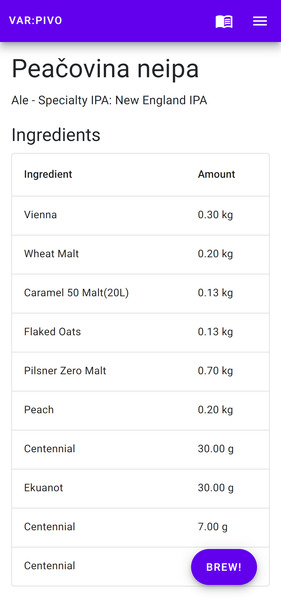 VAR:PIVO
Peačovina neipa
Ale - Specialty IPA: New England IPA
Ingredients
Ingredient Amount
Vienna 0.30 kg
Wheat Malt 0.20 kg
Caramel 50 Malt(20L) 0.13 kg
Flaked Oats 0.13 kg
Pilsner Zero Malt 0.70 kg
Peach 0.20 kg
Centennial 30.00 g
Ekuanot 30.00 g
Centennial 7.00 g
Centennial
BREW!